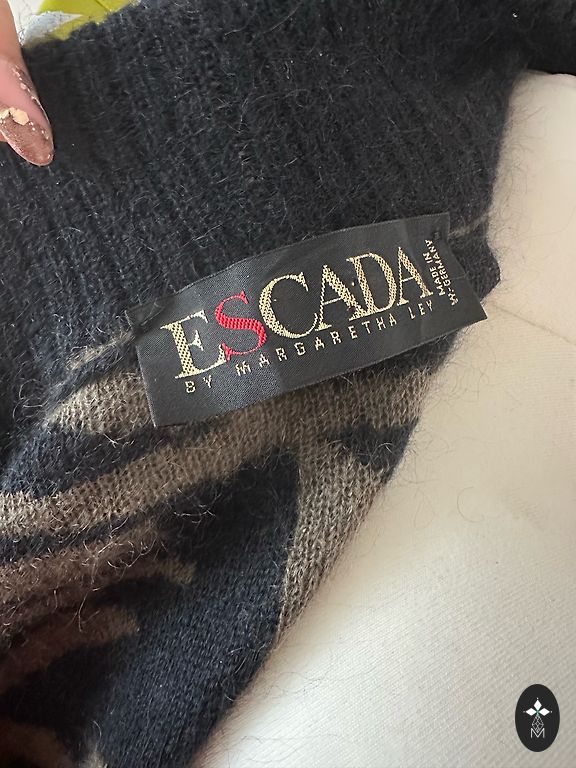 ESCADA
BY MARGARETHA LEY
MADE IN
W.-GERMANY
M